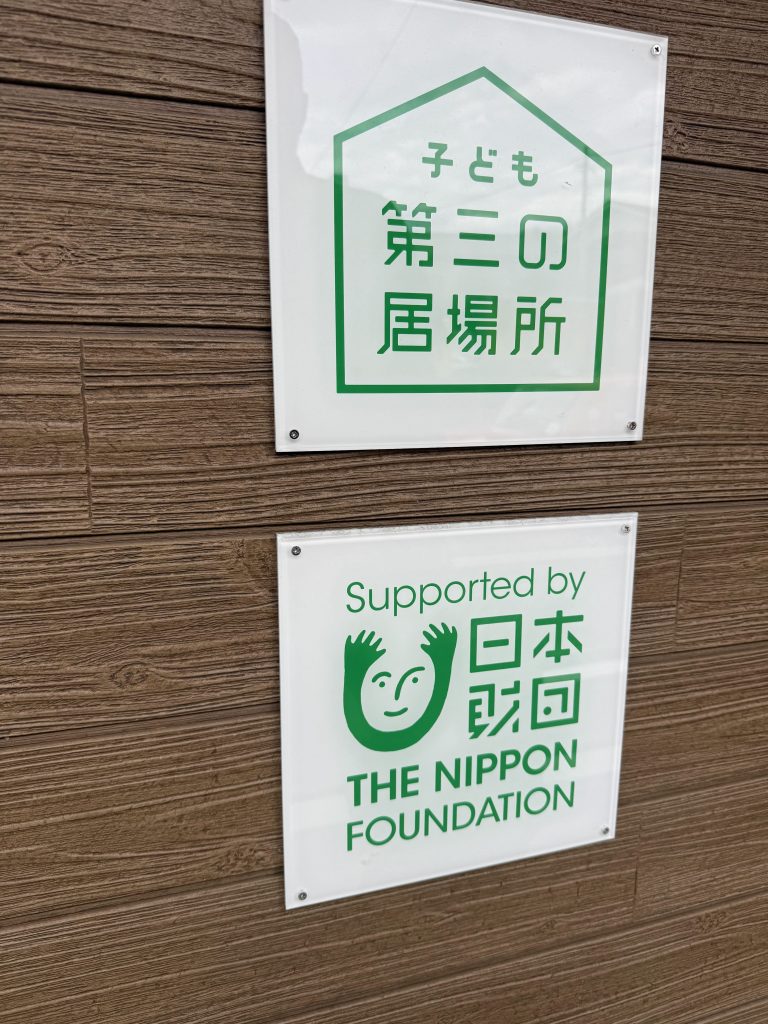 子ども
第三の
居場所
Supported by
日本
財団
THE NIPPON
FOUNDATION